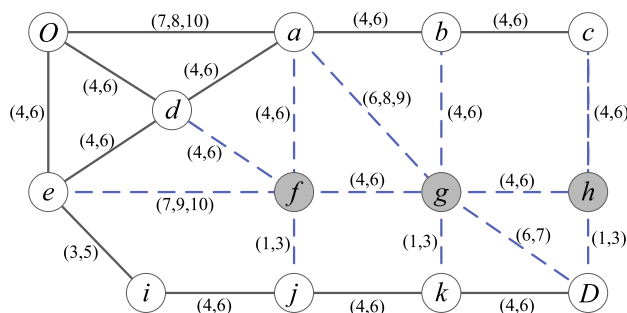 (7,8,10) (4,6) (4,6)
O a b c
(4,6) (4,6)
(6,8,9)
(4,6) d (4,6) (4,6) (4,6)
(4,6) (4,6)
(4,6) (4,6)
e f g h
(7,9,10)
(3,5) (1,3) (1,3) (6,7) (1,3)
i j k D
(4,6) (4,6) (4,6)